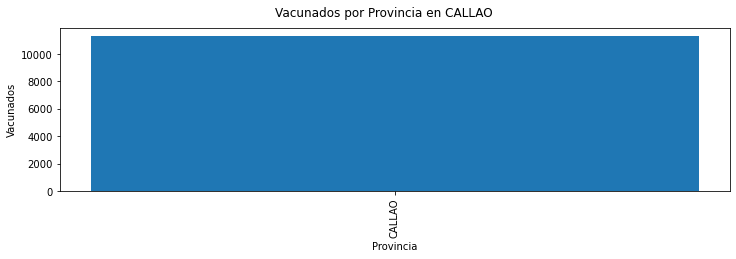 Vacunados por Provincia en CALLAO
10000
8000
6000
4000
2000
0
Vacunados
CALLAO
Provincia